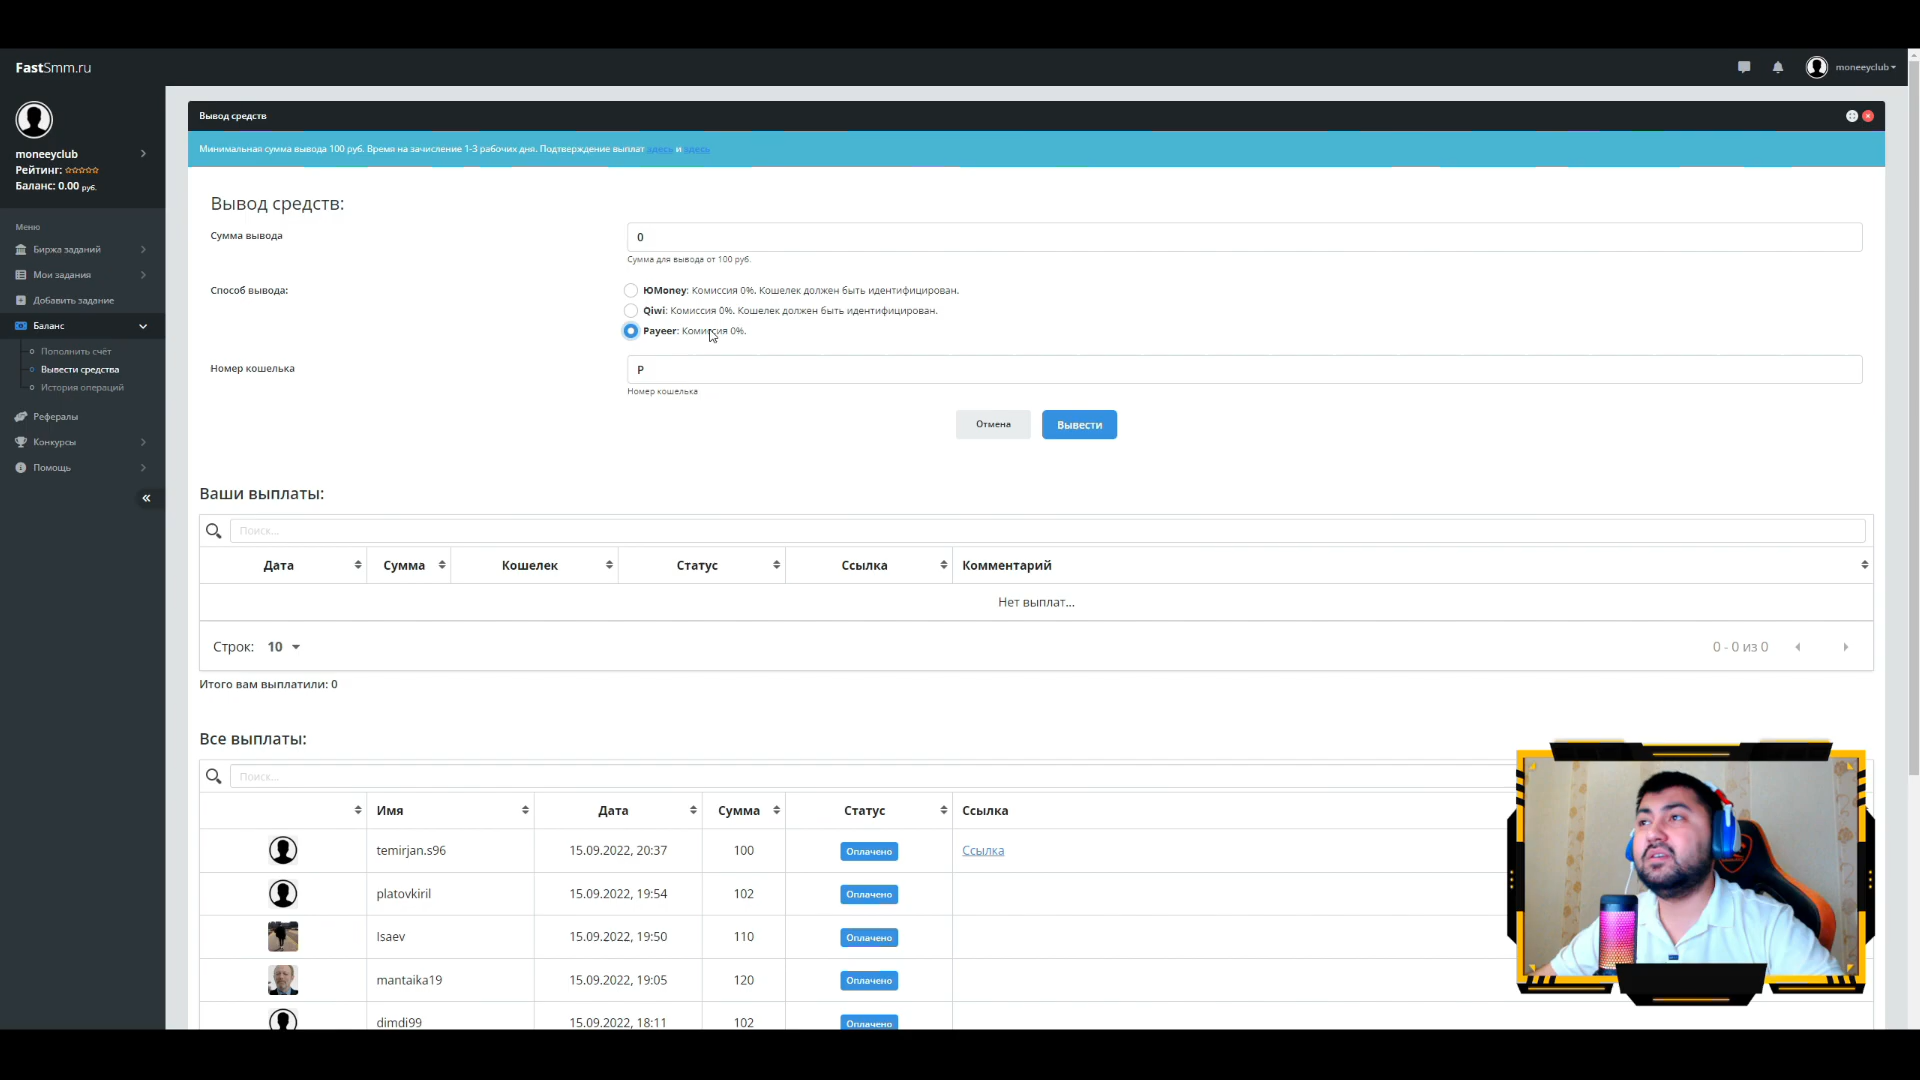 FastSmm.ru
moneeyclub
moneeyclub
Рейтинг:
Баланс: 0.00 руб.
Меню
Биржа заданий
Мои задания
Добавить задание
Баланс
Пополнить счёт
Вывести средства
История операций
Рефералы
Конкурсы
Помощь
Вывод средств
Минимальная сумма вывода 100 руб. Время на зачисление 1-3 рабочих дня. Подтверждение выплат здесь и здесь
Вывод средств:
Сумма вывода
0
Сумма для вывода от 100 руб.
Способ вывода:
ЮMoney: Комиссия 0%. Кошелек должен быть идентифицирован.
Qiwi: Комиссия 0%. Кошелек должен быть идентифицирован.
Payeer: Комиссия 0%.
Номер кошелька
P
Номер кошелька
Отмена Вывести
Ваши выплаты:
Поиск...
Дата Сумма Кошелек Статус Ссылка Комментарий
Нет выплат...
Строк: 10 0 - 0 из 0
Итого вам выплатили: 0
Все выплаты:
Поиск...
Имя Дата Сумма Статус Ссылка
temirjan.s96 15.09.2022, 20:37 100 Оплачено Ссылка
platovkiril 15.09.2022, 19:54 102 Оплачено
Isaev 15.09.2022, 19:50 110 Оплачено
mantaika19 15.09.2022, 19:05 120 Оплачено
dimdi99 15.09.2022, 18:11 102 Оплачено